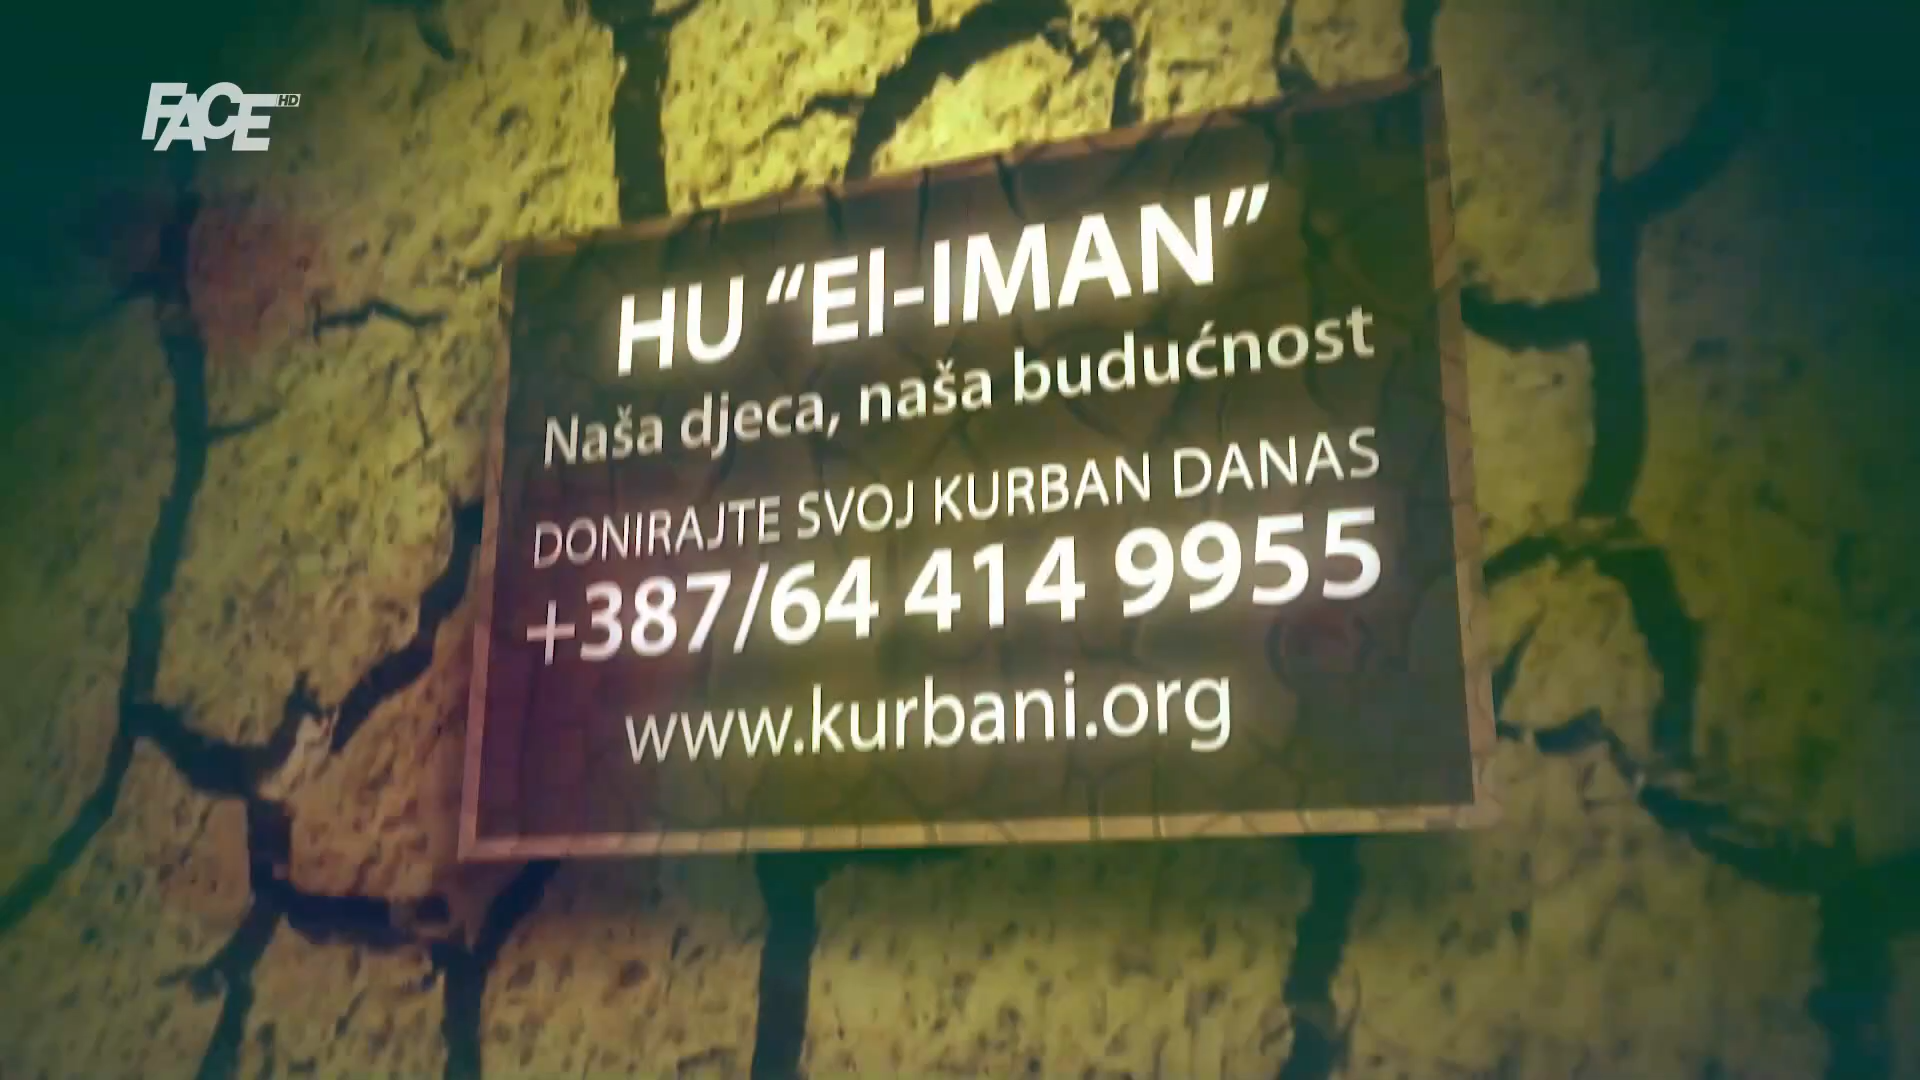 FACE HD
HU “El-IMAN”
Naša djeca, naša budućnost
DONIRAJTE SVOJ KURBAN DANAS
+387/64 414 9955
www.kurbani.org